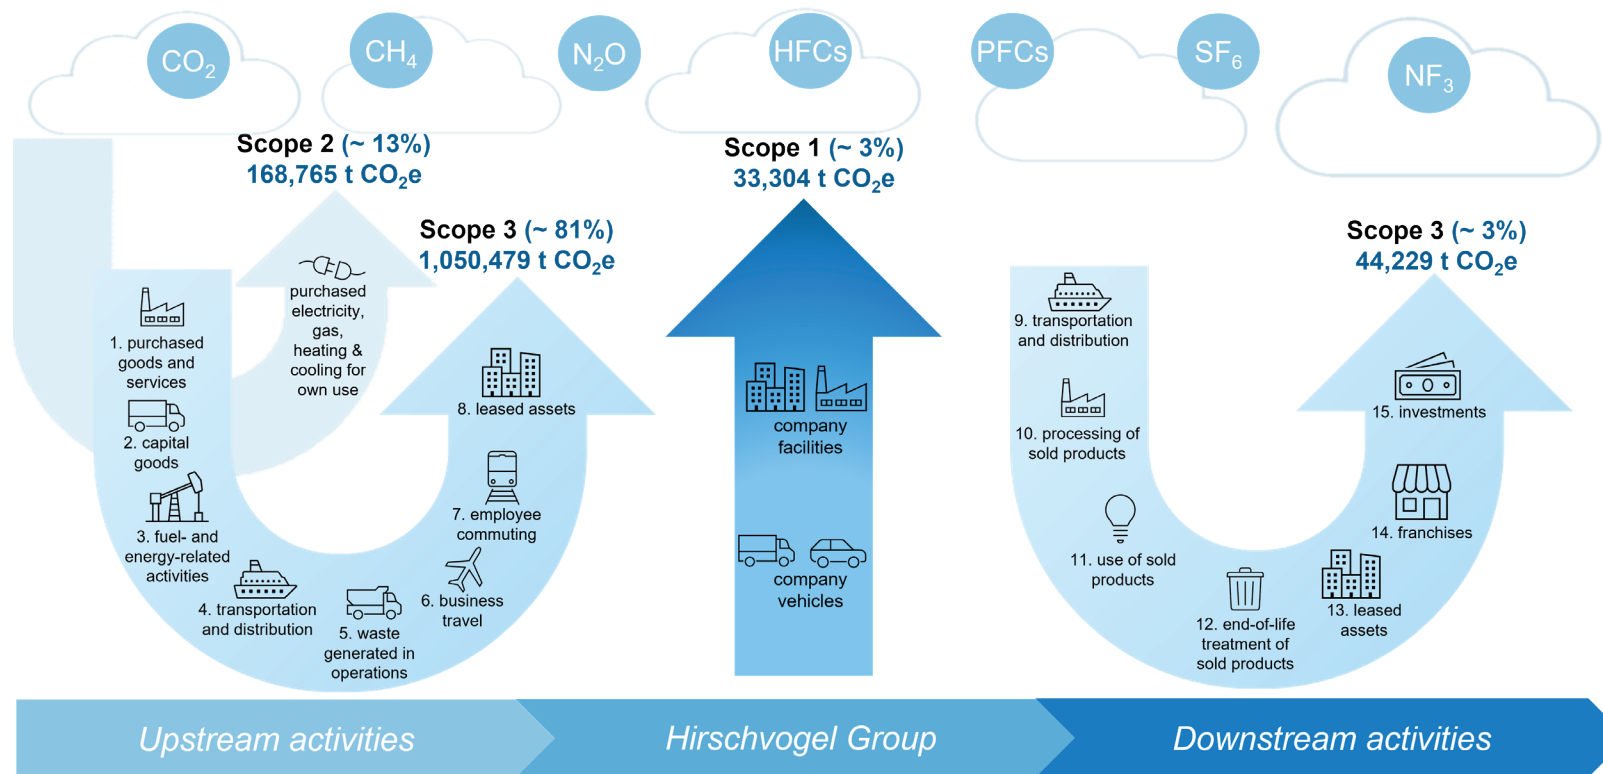 CO₂
CH₄
N₂O
HFCs
PFCs
SF₆
NF₃
Scope 2 (~ 13%)
168,765 t CO₂e
purchased
electricity,
gas,
heating &
cooling for
own use
Scope 3 (~ 81%)
1,050,479 t CO₂e
1. purchased
goods and
services
2. capital
goods
3. fuel- and
energy-related
activities
4. transportation
and distribution
5. waste
generated in
operations
6. business
travel
7. employee
commuting
8. leased assets
Scope 1 (~ 3%)
33,304 t CO₂e
company
facilities
company
vehicles
Scope 3 (~ 3%)
44,229 t CO₂e
9. transportation
and distribution
10. processing of
sold products
11. use of sold
products
12. end-of-life
treatment of
sold products
13. leased
assets
14. franchises
15. investments
Upstream activities
Hirschvogel Group
Downstream activities